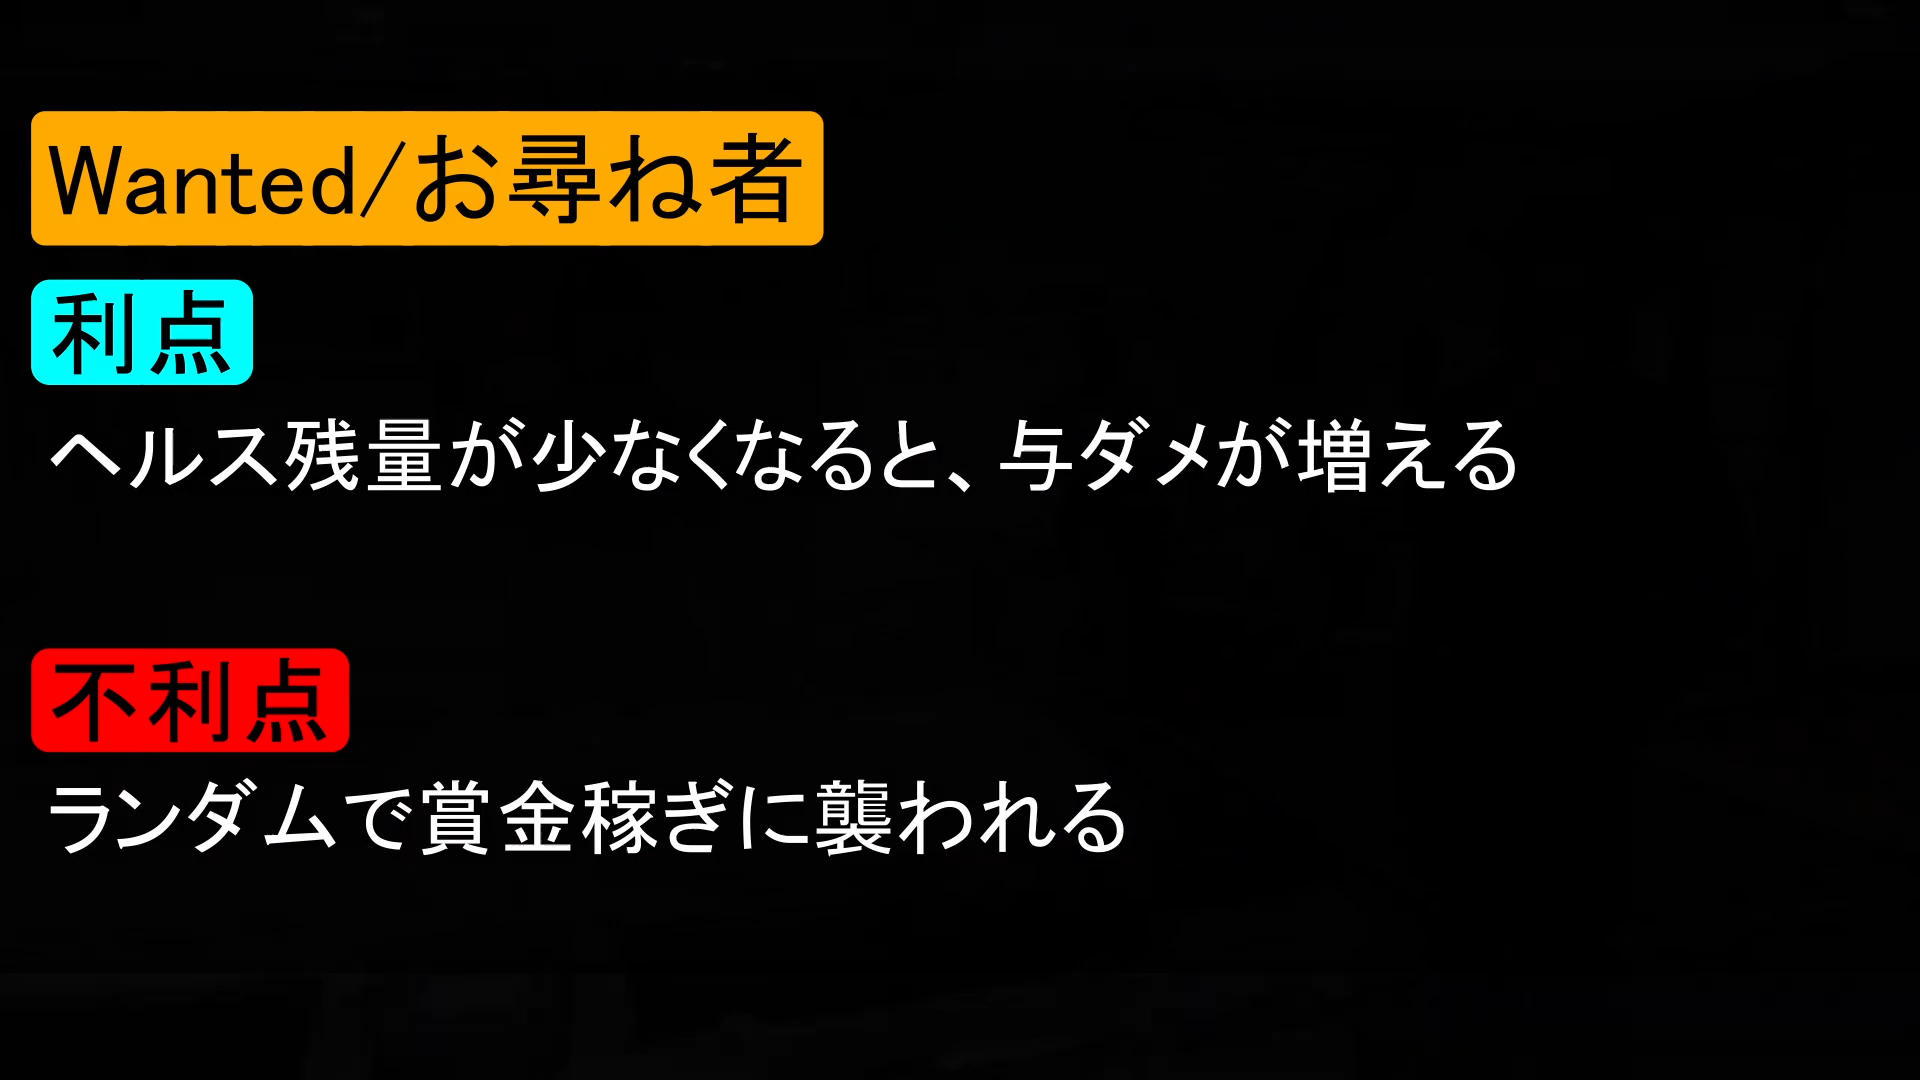 Wanted/お尋ね者
利点
ヘルス残量が少なくなると、与ダメが増える
不利点
ランダムで賞金稼ぎに襲われる